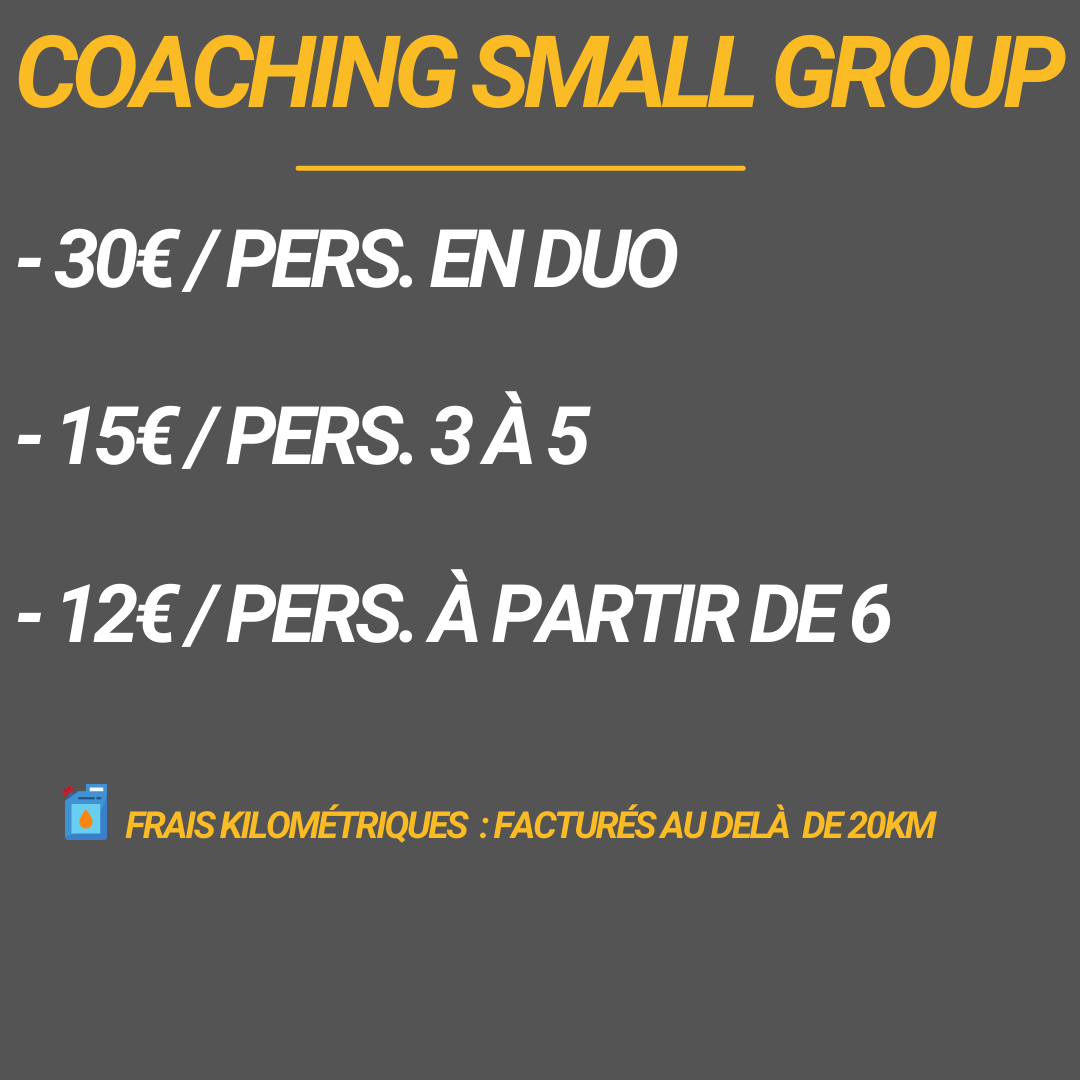 COACHING SMALL GROUP
- 30€ / PERS. EN DUO
- 15€ / PERS. 3 À 5
- 12€ / PERS. À PARTIR DE 6
FRAIS KILOMÉTRIQUES : FACTURÉS AU DELÀ DE 20KM